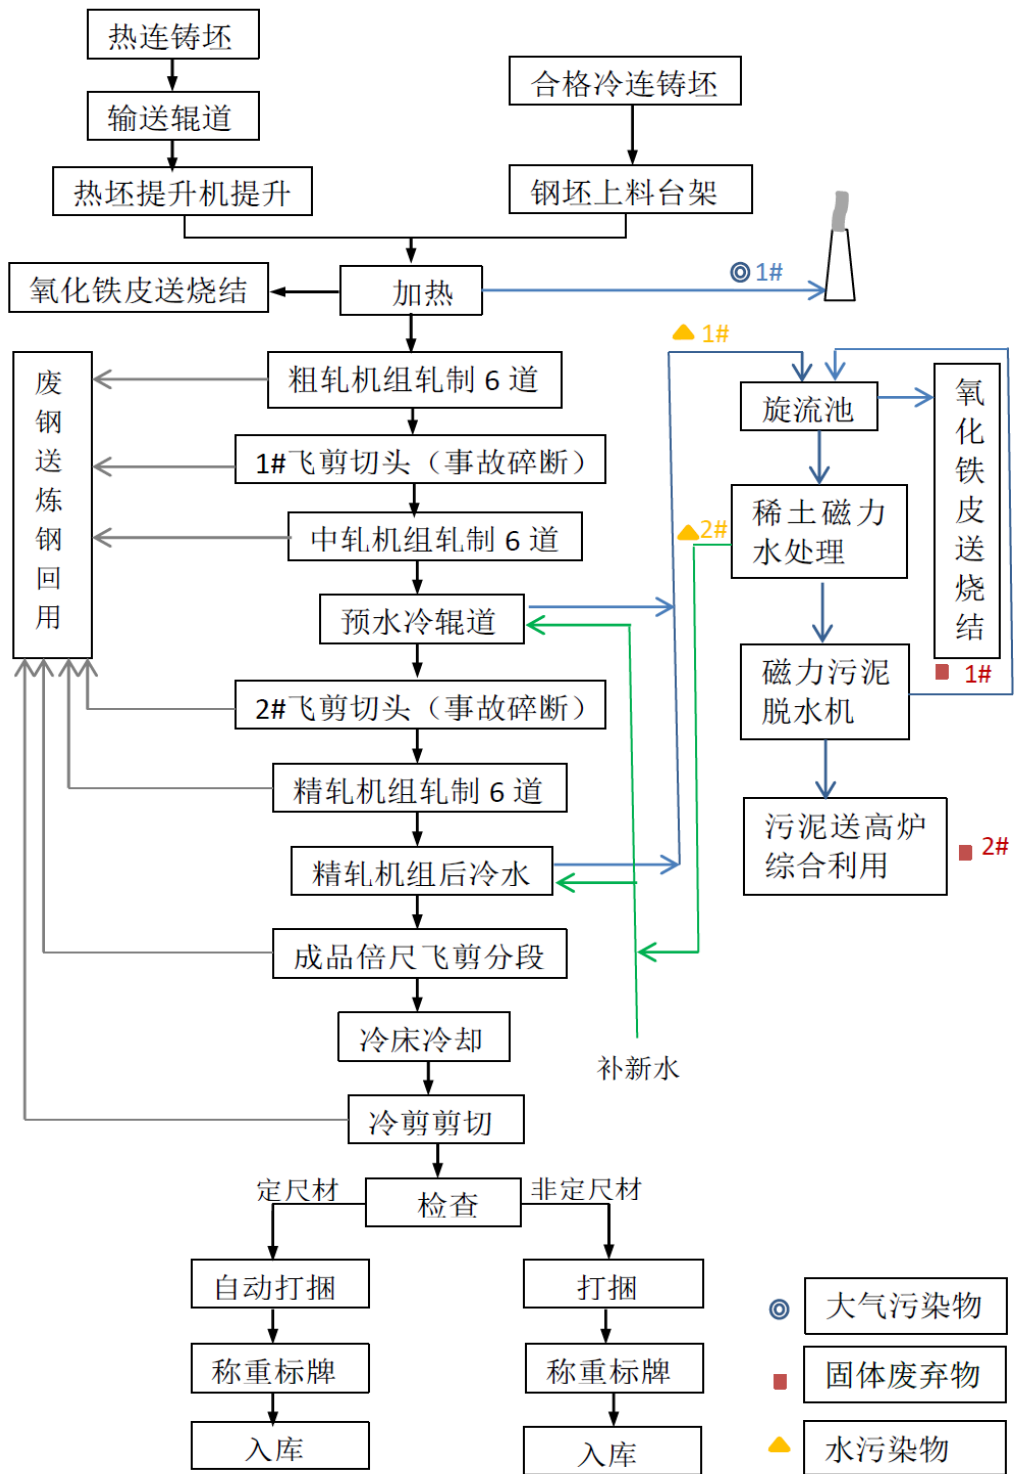 热连铸坯
合格冷连铸坯
输送辊道
热坯提升机提升
钢坯上料台架
1#
氧化铁皮送烧结
加热
1#
废
钢
送
炼
钢
回
用
粗轧机组轧制 6 道
旋流池
氧
化
铁
皮
送
烧
结
1#飞剪切头（事故碎断）
稀土磁力
水处理
2#
中轧机组轧制 6 道
预水冷辊道
磁力污泥
脱水机
1#
2#飞剪切头（事故碎断）
精轧机组轧制 6 道
污泥送高炉
综合利用
2#
精轧机组后冷水
成品倍尺飞剪分段
冷床冷却
补新水
冷剪剪切
定尺材
检查
非定尺材
自动打捆
打捆
大气污染物
称重标牌
称重标牌
固体废弃物
入库
入库
水污染物